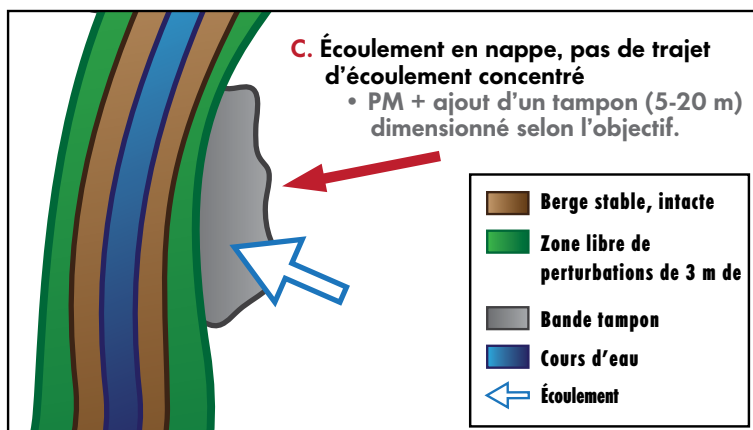 C. Écoulement en nappe, pas de trajet
d’écoulement concentré
• PM + ajout d’un tampon (5-20 m)
dimensionné selon l’objectif.
Berge stable, intacte
Zone libre de
perturbations de 3 m de
Bande tampon
Cours d’eau
Écoulement